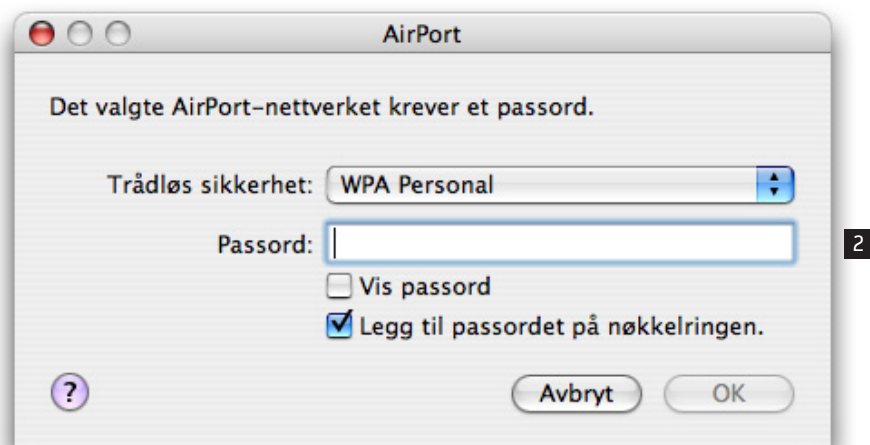 AirPort
Det valgte AirPort-nettverket krever et passord.
Trådløs sikkerhet: WPA Personal
Passord:
2
Vis passord
Legg til passordet på nøkkelringen.
? Avbryt OK